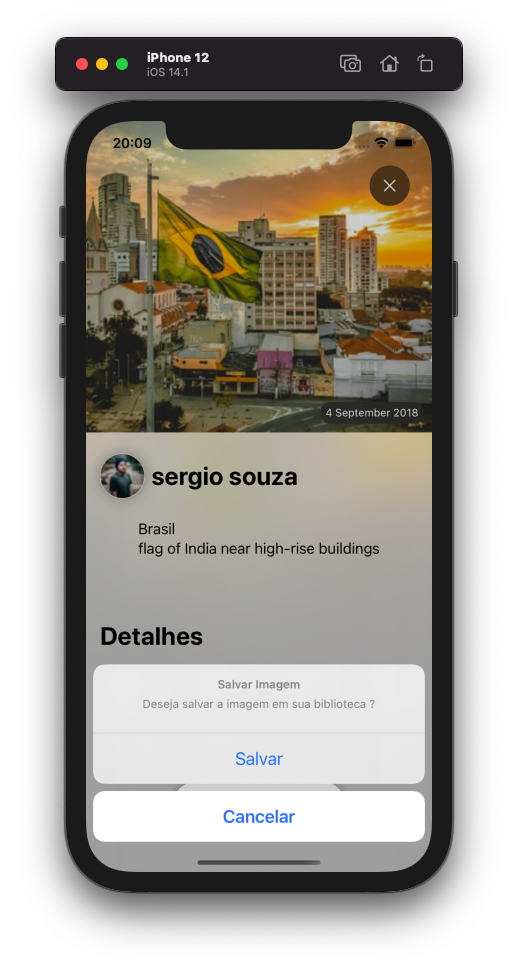 iPhone 12
iOS 14.1
20:09
4 September 2018
sergio souza
Brasil
flag of India near high-rise buildings
Detalhes
Salvar Imagem
Deseja salvar a imagem em sua biblioteca ?
Salvar
Cancelar